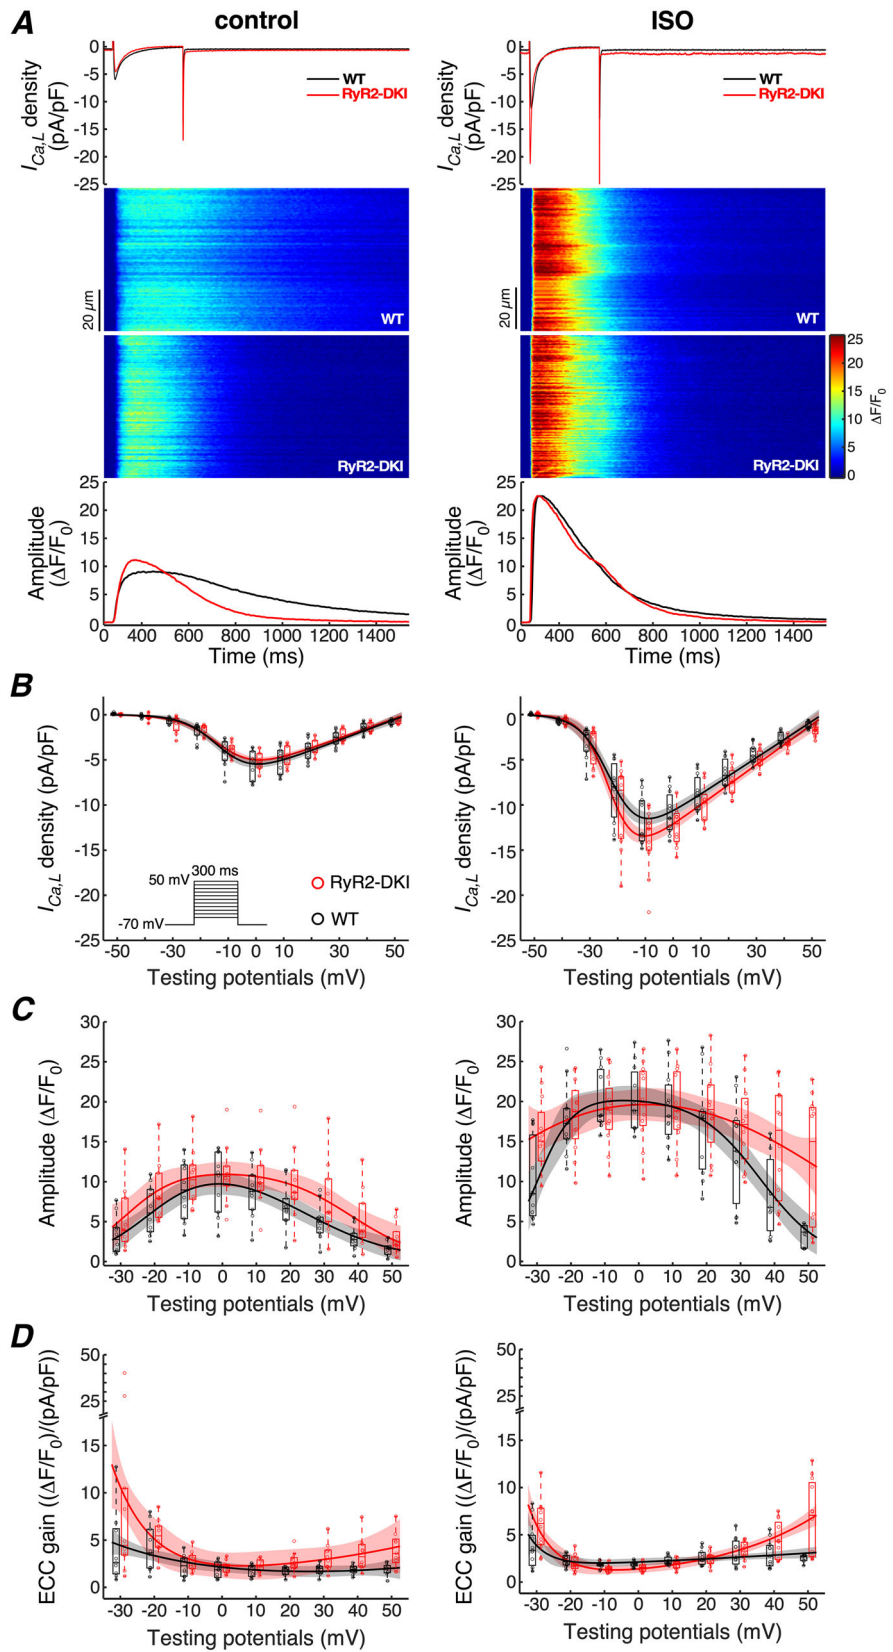 A
control
ISO
0
-5
-10
-15
-20
-25
I_Ca,L density
(pA/pF)
WT
RyR2-DKI
0
-5
-10
-15
-20
-25
I_Ca,L density
(pA/pF)
WT
RyR2-DKI
20 µm
WT
RyR2-DKI
20 µm
WT
RyR2-DKI
25
20
15
10
5
0
ΔF/F0
25
20
15
10
5
0
Amplitude
(ΔF/F0)
0 400 600 800 1000 1200 1400
Time (ms)
25
20
15
10
5
0
Amplitude
(ΔF/F0)
0 400 600 800 1000 1200 1400
Time (ms)
B
0
-5
-10
-15
-20
-25
I_Ca,L density (pA/pF)
300 ms
50 mV
-70 mV
RyR2-DKI
WT
-50 -30 -10 0 10 30 50
Testing potentials (mV)
0
-5
-10
-15
-20
-25
I_Ca,L density (pA/pF)
-50 -30 -10 0 10 30 50
Testing potentials (mV)
C
30
25
20
15
10
5
0
Amplitude (ΔF/F0)
-30 -20 -10 0 10 20 30 40 50
Testing potentials (mV)
30
25
20
15
10
5
0
Amplitude (ΔF/F0)
-30 -20 -10 0 10 20 30 40 50
Testing potentials (mV)
D
50
25
15
10
5
0
ECC gain ((ΔF/F0)/(pA/pF))
-30 -20 -10 0 10 20 30 40 50
Testing potentials (mV)
50
25
15
10
5
0
ECC gain ((ΔF/F0)/(pA/pF))
-30 -20 -10 0 10 20 30 40 50
Testing potentials (mV)